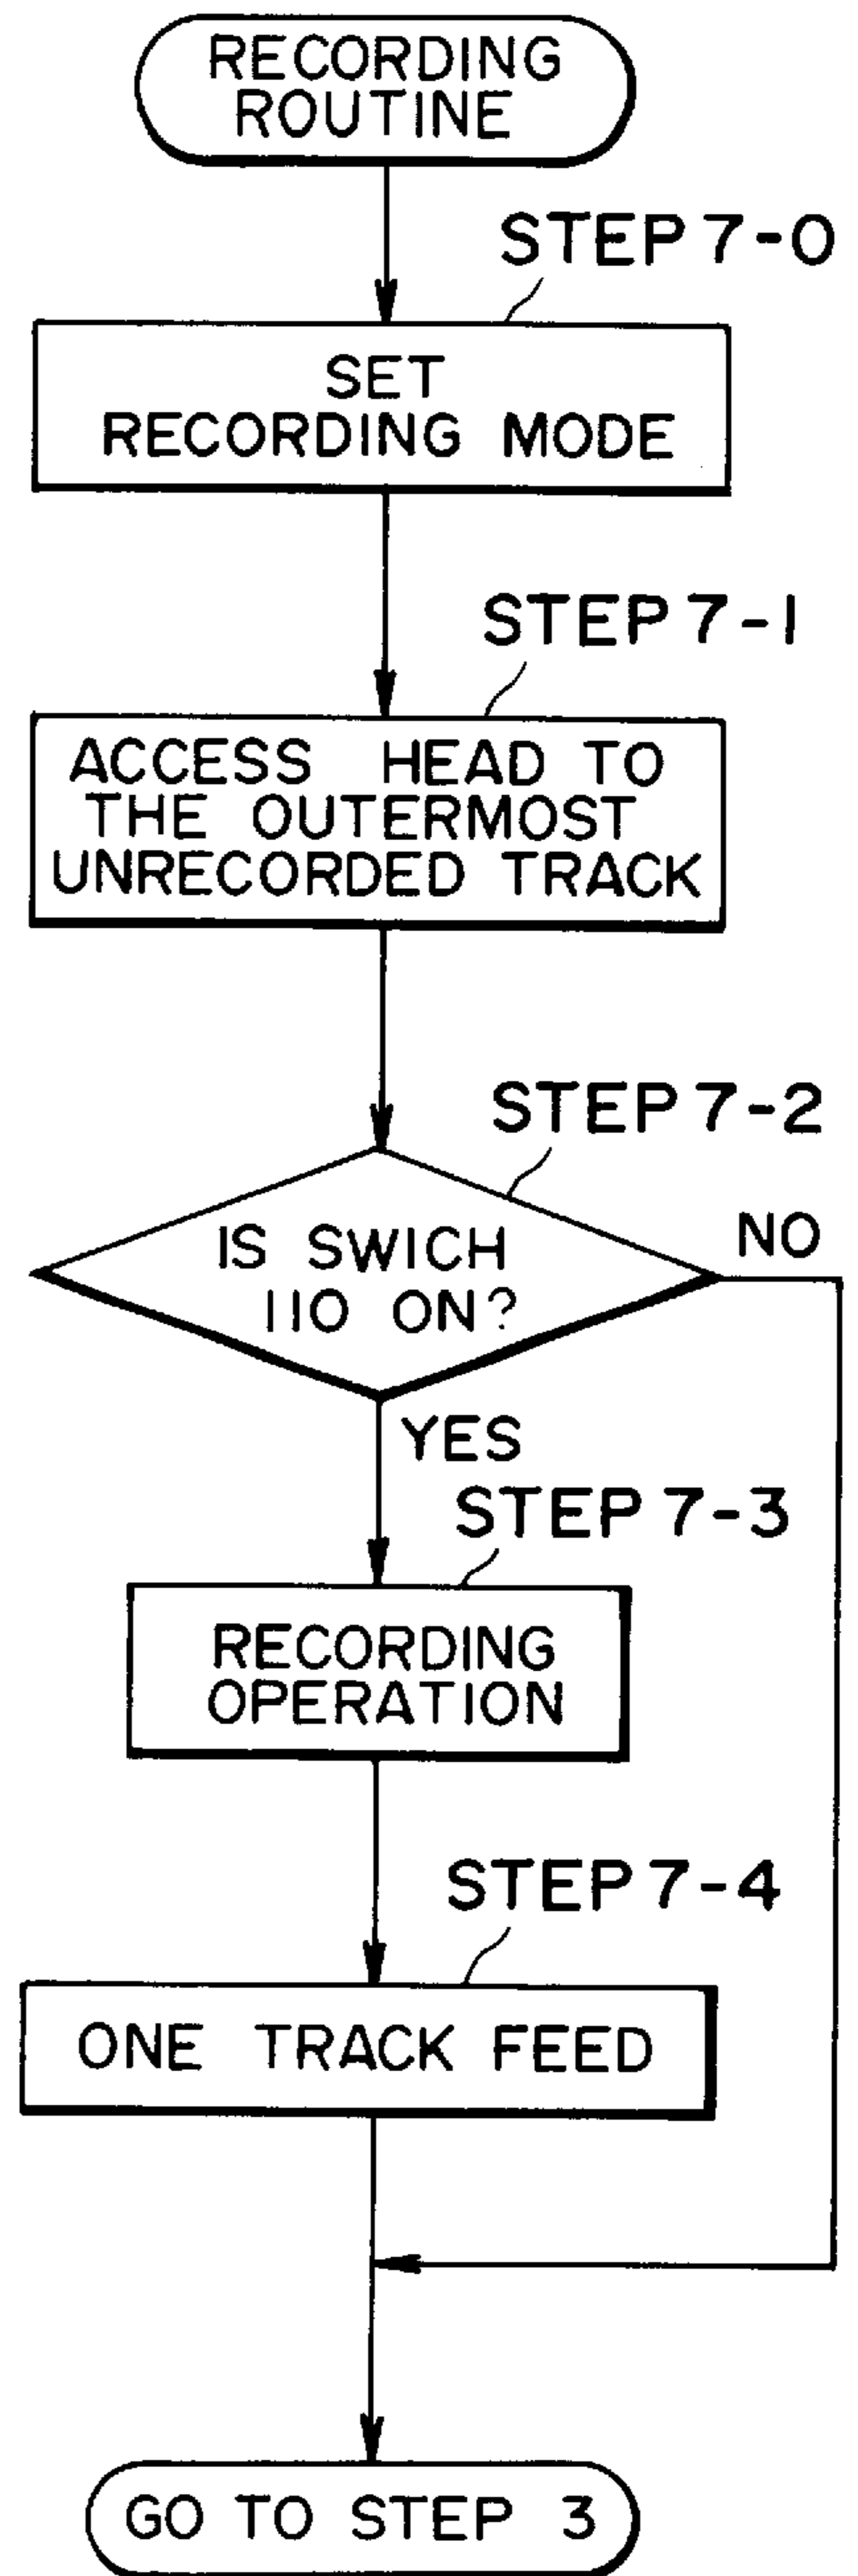 RECORDING
ROUTINE
STEP 7-0
SET
RECORDING MODE
STEP 7-1
ACCESS HEAD TO
THE OUTERMOST
UNRECORDED TRACK
STEP 7-2
IS SWICH
110 ON?
NO
YES
STEP 7-3
RECORDING
OPERATION
STEP 7-4
ONE TRACK FEED
GO TO STEP 3